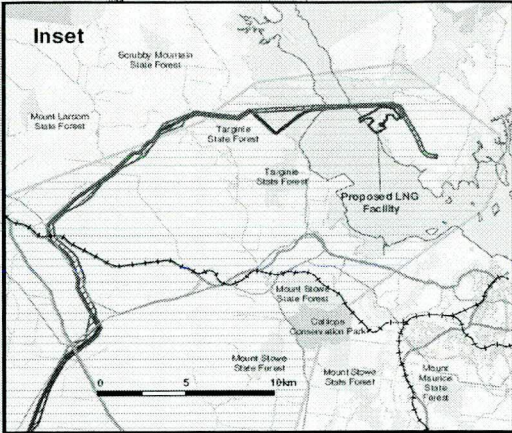 Inset
Scrubby Mountain
State Forest
Mount Larcom
State Forest
Targinie
State Forest
Targinie
State Forest
Proposed LNG
Facility
Mount Stowe
State Forest
Calliope
Conservation Park
Mount Stowe
State Forest
Mount Stowe
State Forest
Mount
Maurice
State
Forest
0 5 10km